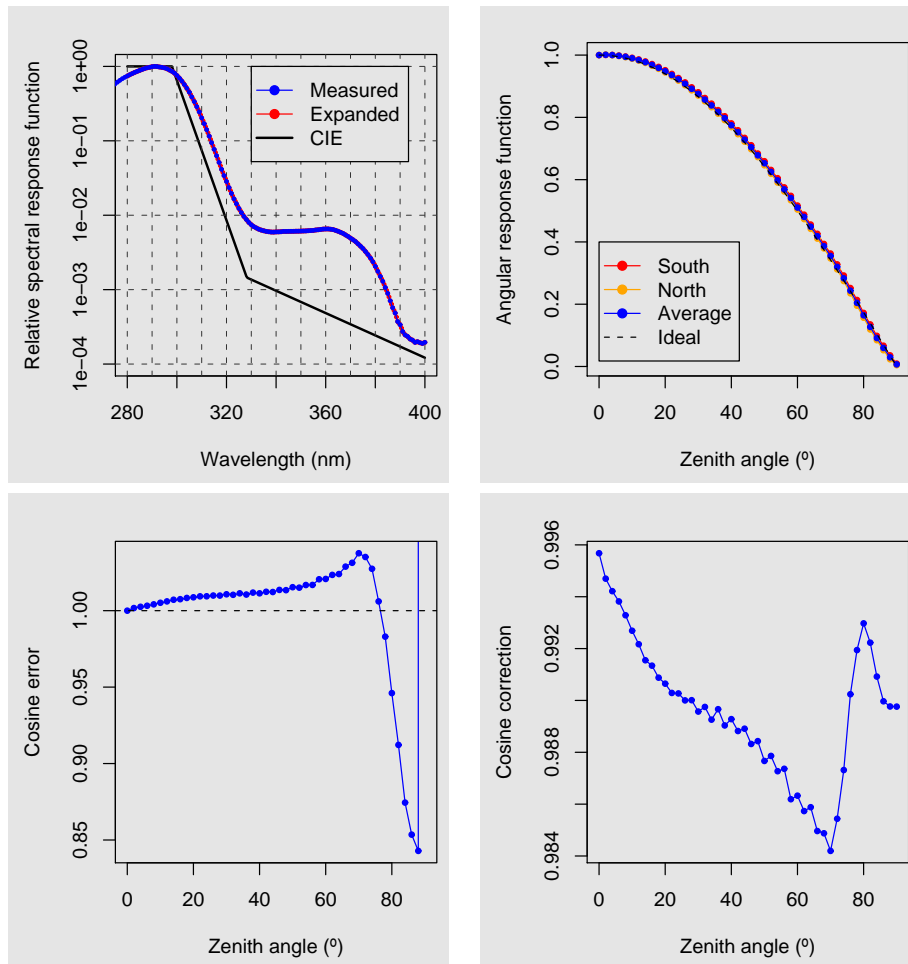 Relative spectral response function
1e+00
1e-01
1e-02
1e-03
1e-04
Measured
Expanded
CIE
280 320 360 400
Wavelength (nm)
Angular response function
1.0
0.8
0.6
0.4
0.2
0.0
South
North
Average
Ideal
0 20 40 60 80
Zenith angle (º)
Cosine error
1.00
0.95
0.90
0.85
0 20 40 60 80
Zenith angle (º)
Cosine correction
0.996
0.992
0.988
0.984
0 20 40 60 80
Zenith angle (º)